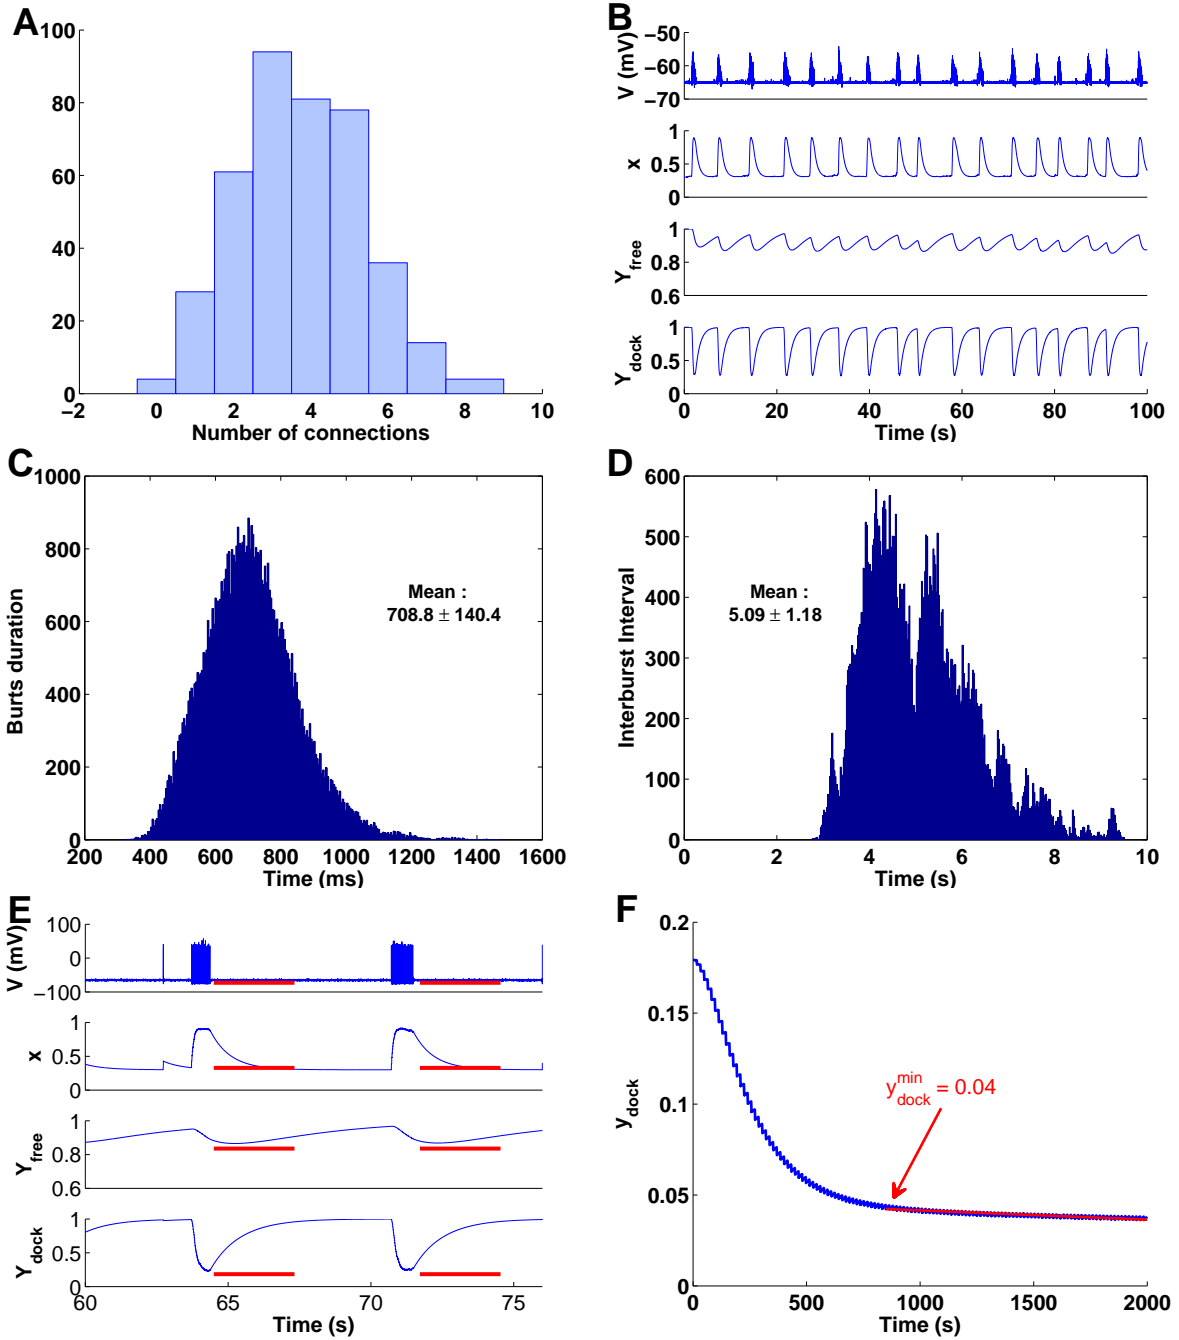 A
100
80
60
40
20
0
−2 0 2 4 6 8 10
Number of connections
B
V (mV)
−50
−60
−70
x
1
0.5
0
Y_free
1
0.8
0.6
Y_dock
1
0.5
0
0 20 40 60 80 100
Time (s)
C
Burts duration
1000
800
600
400
200
0
Mean :
708.8 ± 140.4
200 400 600 800 1000 1200 1400 1600
Time (ms)
D
Interburst Interval
600
500
400
300
200
100
0
Mean :
5.09 ± 1.18
0 2 4 6 8 10
Time (s)
E
V (mV)
100
0
−100
x
1
0.5
0
Y_free
1
0.8
0.6
Y_dock
1
0.5
0
60 65 70 75
Time (s)
F
y_dock
0.2
0.15
0.1
0.05
0
y_dock^min = 0.04
0 500 1000 1500 2000
Time (s)